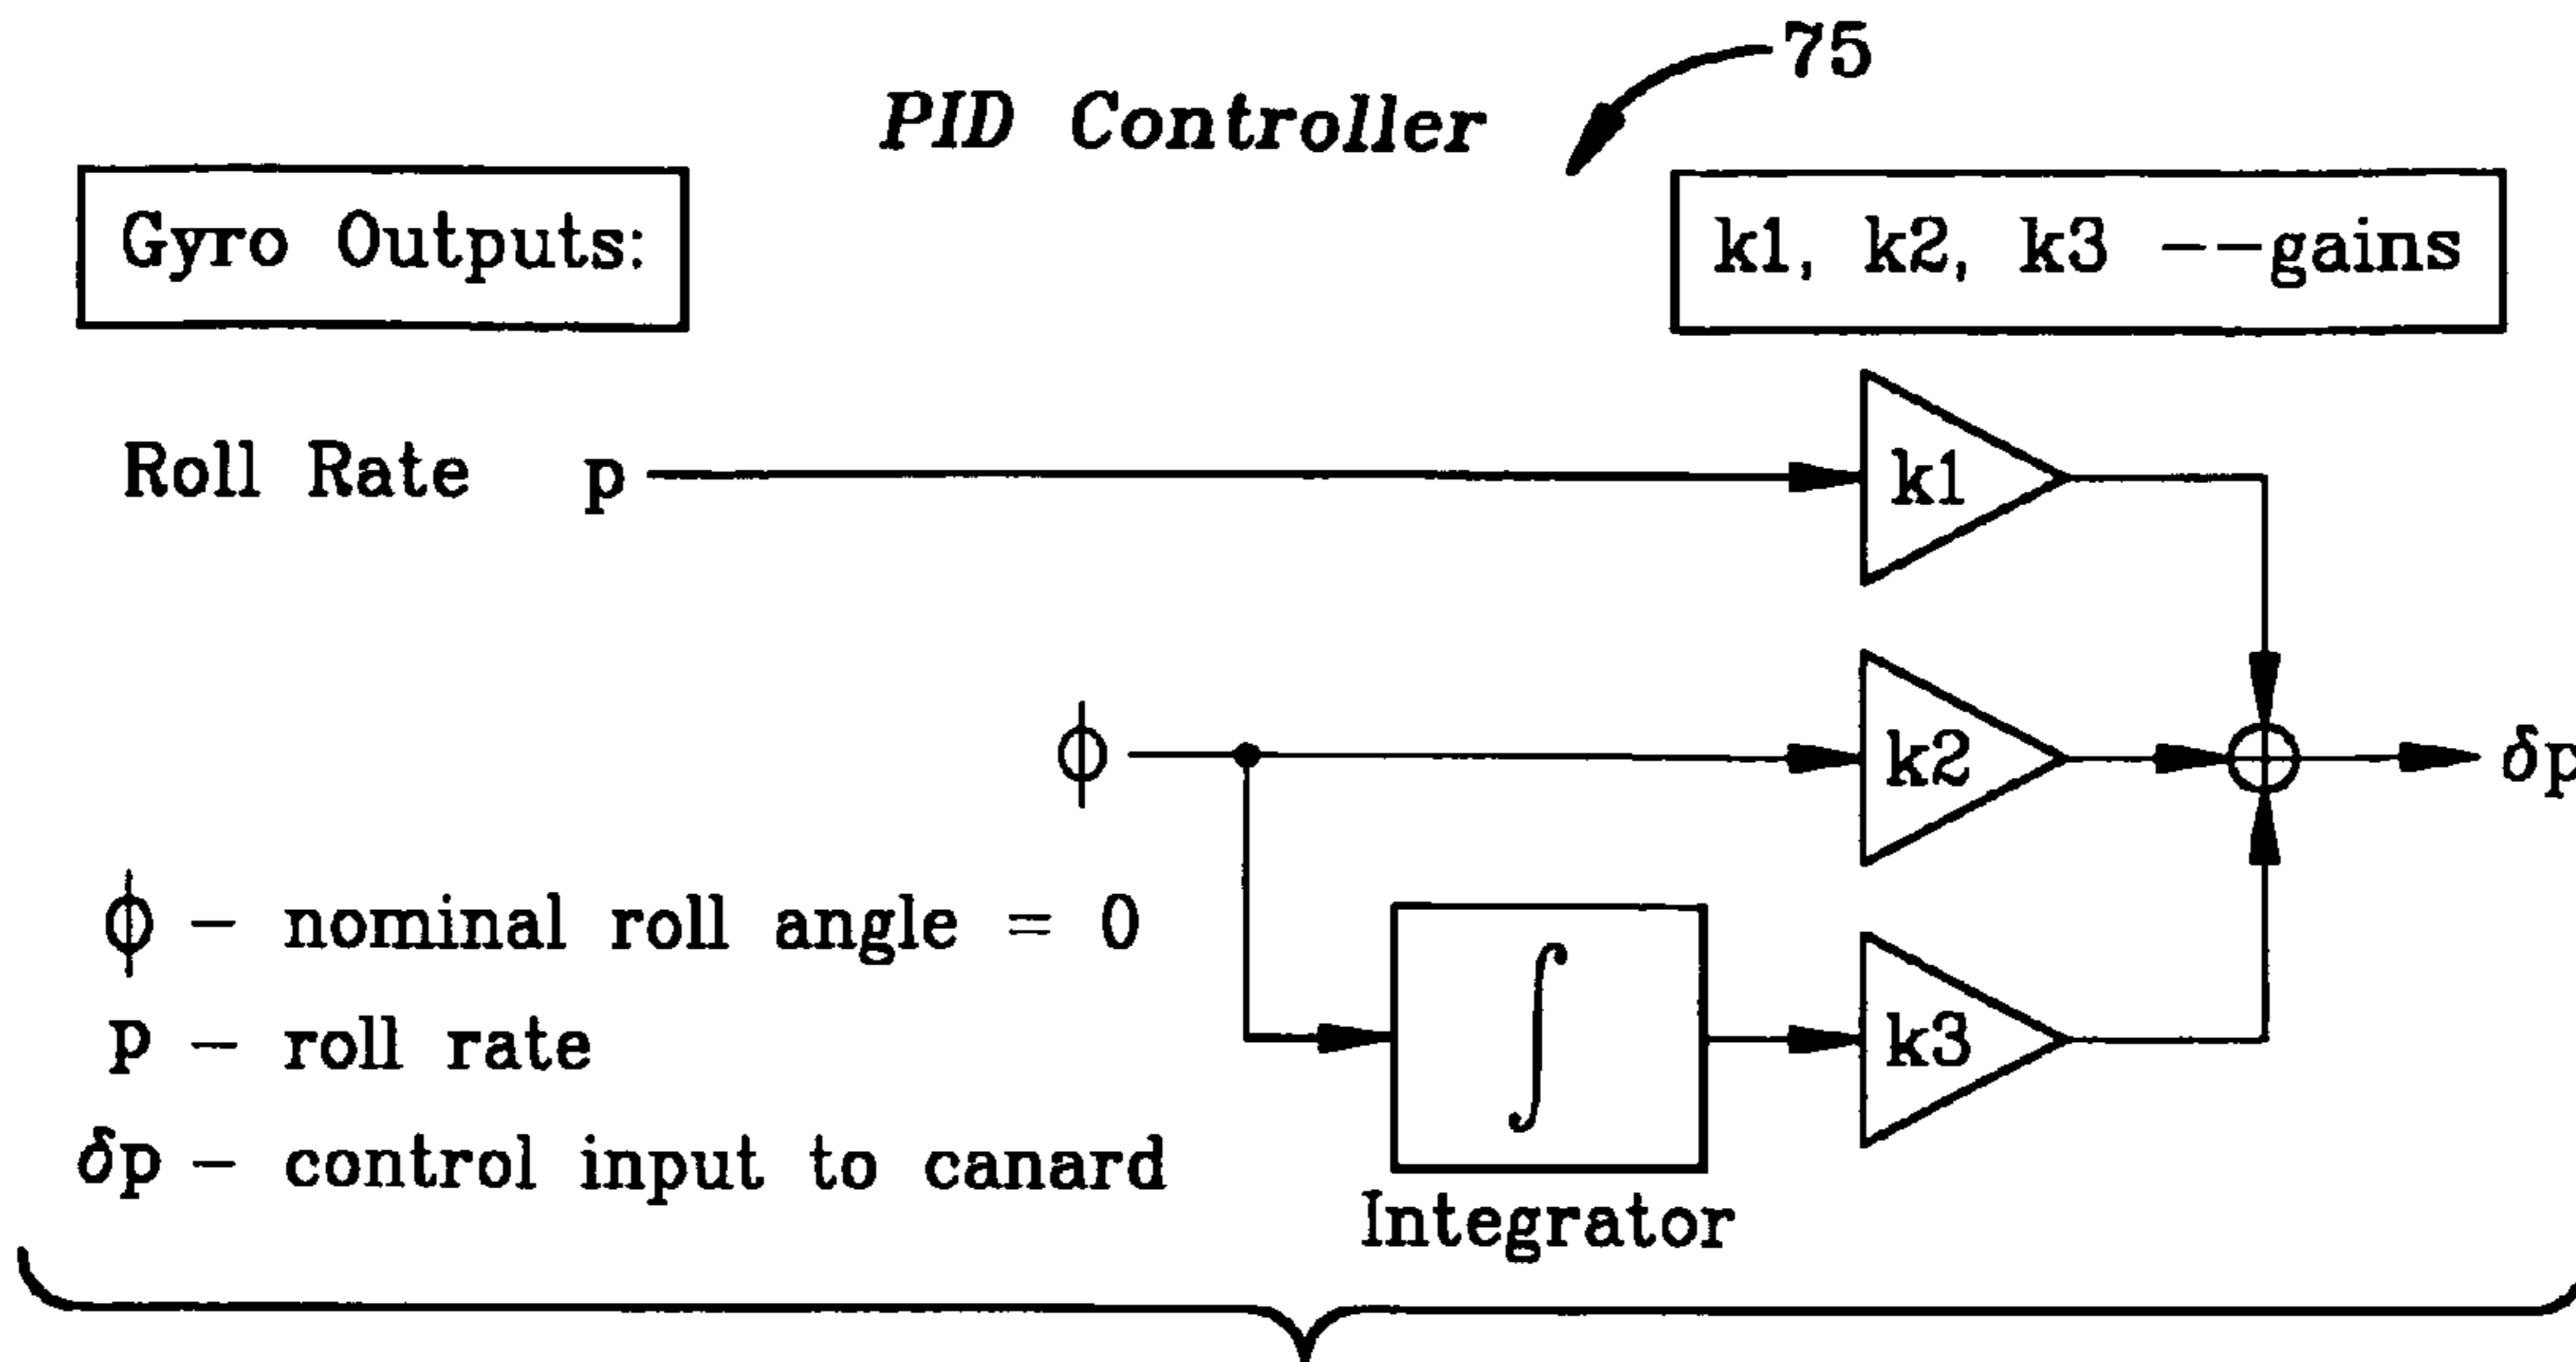 75
PID Controller
Gyro Outputs:
k1, k2, k3 --gains
Roll Rate p
k1
ϕ
k2
δp
ϕ - nominal roll angle = 0
∫
k3
p - roll rate
δp - control input to canard
Integrator